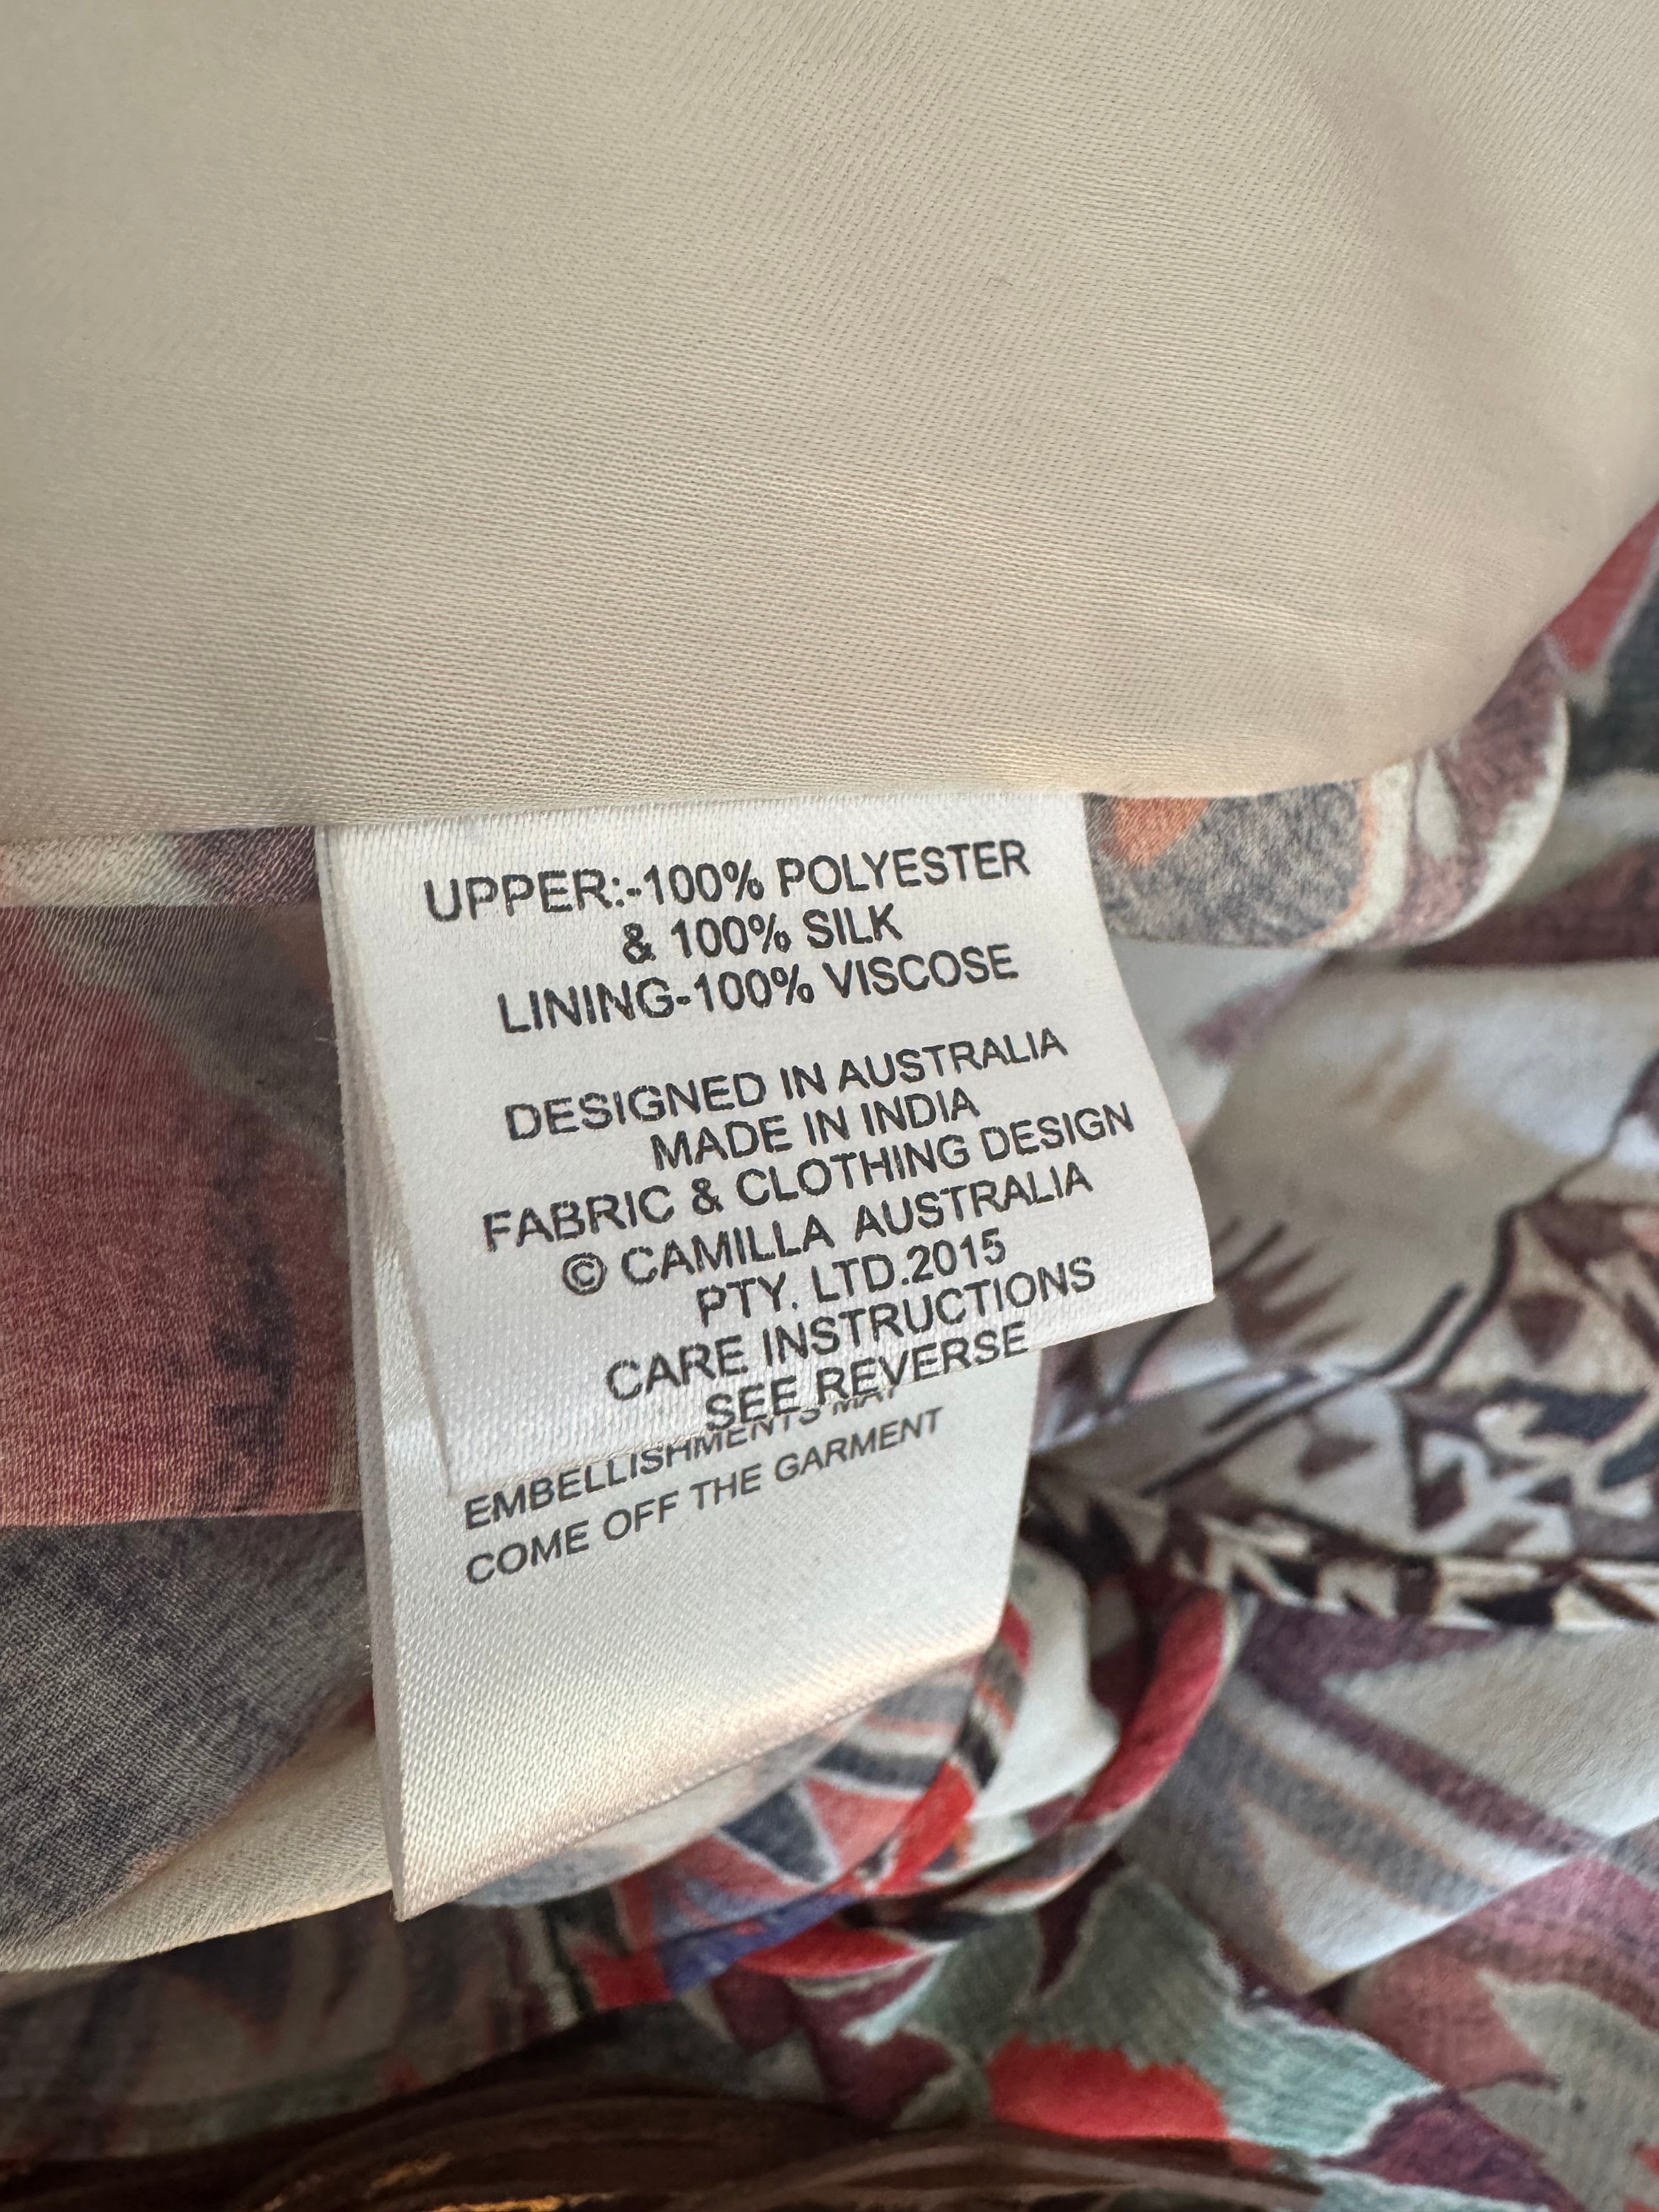 UPPER:-100% POLYESTER
& 100% SILK
LINING-100% VISCOSE
DESIGNED IN AUSTRALIA
MADE IN INDIA
FABRIC & CLOTHING DESIGN
© CAMILLA AUSTRALIA
PTY. LTD.2015
CARE INSTRUCTIONS
SEE REVERSE
EMBELLISHMENTS MAY
COME OFF THE GARMENT